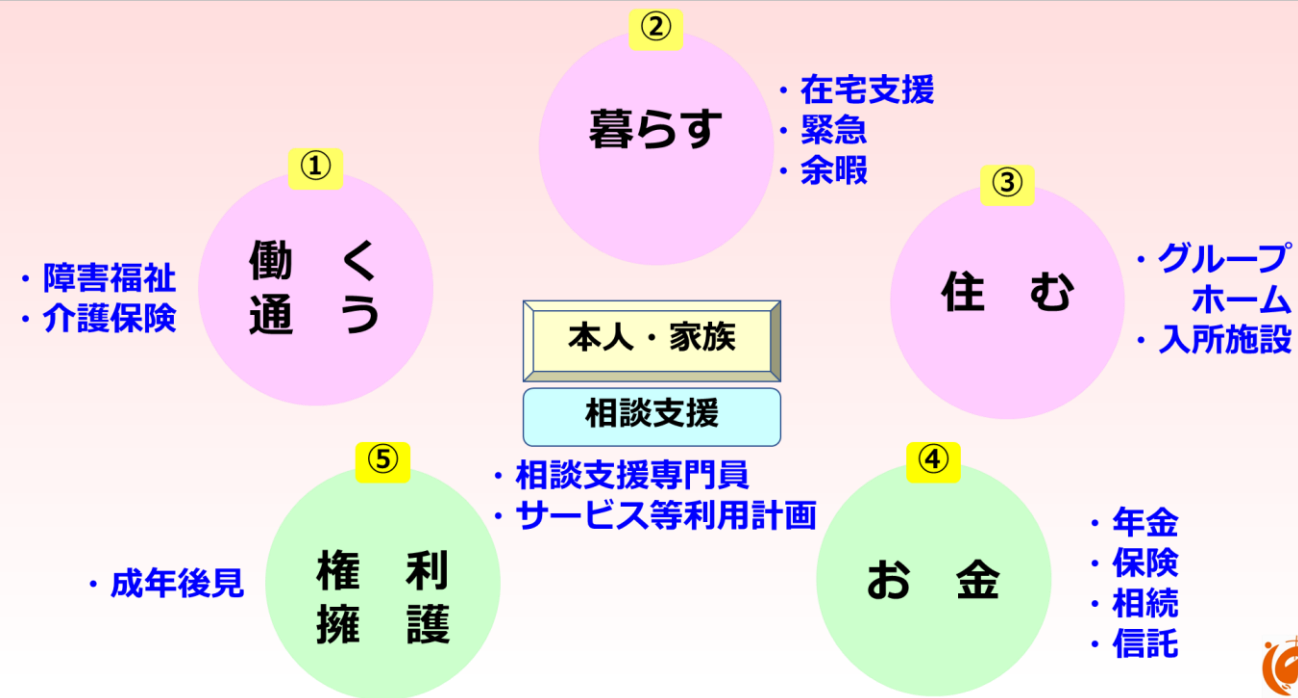 ①
働　く
通　う
・障害福祉
・介護保険
②
暮らす
・在宅支援
・緊急
・余暇
③
住　む
・グループ
ホーム
・入所施設
本人・家族
相談支援
・相談支援専門員
・サービス等利用計画
④
お　金
・年金
・保険
・相続
・信託
⑤
権　利
擁　護
・成年後見